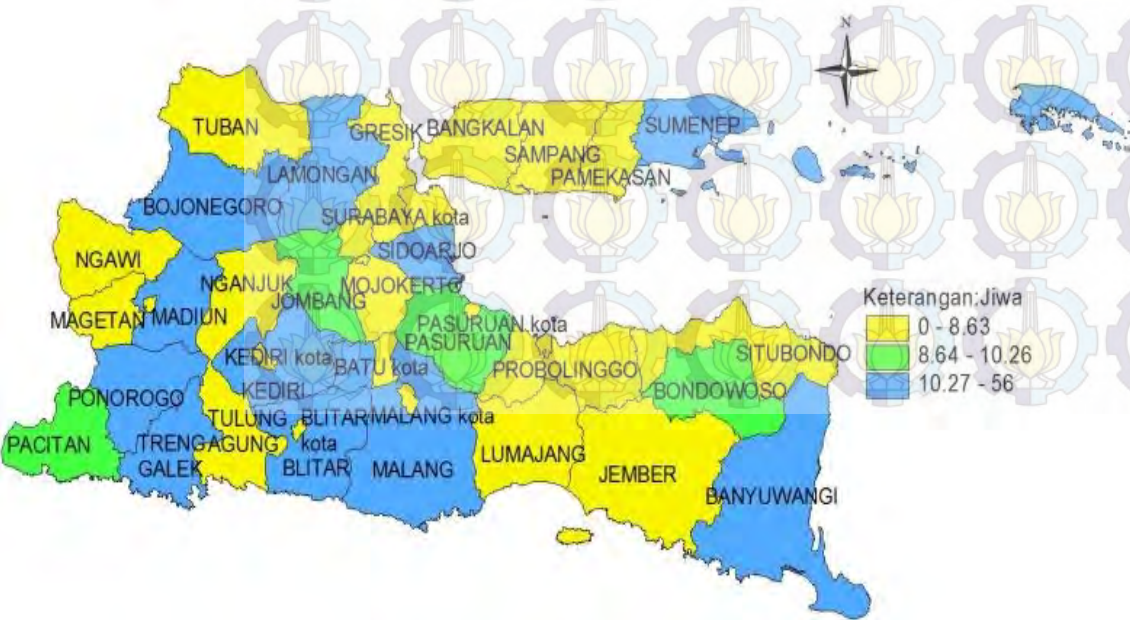 N
TUBAN
GRESIK
BANGKALAN
SUMENEP
SAMPANG
LAMONGAN
PAMEKASAN
BOJONEGORO
SURABAYA kota
SIDOARJO
NGAWI
NGANJUK
MOJOKERTO
JOMBANG
MAGETAN
MADIUN
PASURUAN kota
PASURUAN
KEDIRI kota
BATU kota
PROBOLINGGO
SITUBONDO
KEDIRI
BONDOWOSO
PONOROGO
TULUNG
AGUNG
BLITAR
kota
MALANG kota
PACITAN
TRENG
GALEK
BLITAR
MALANG
LUMAJANG
JEMBER
BANYUWANGI
Keterangan:Jiwa
0 - 8.63
8.64 - 10.26
10.27 - 56